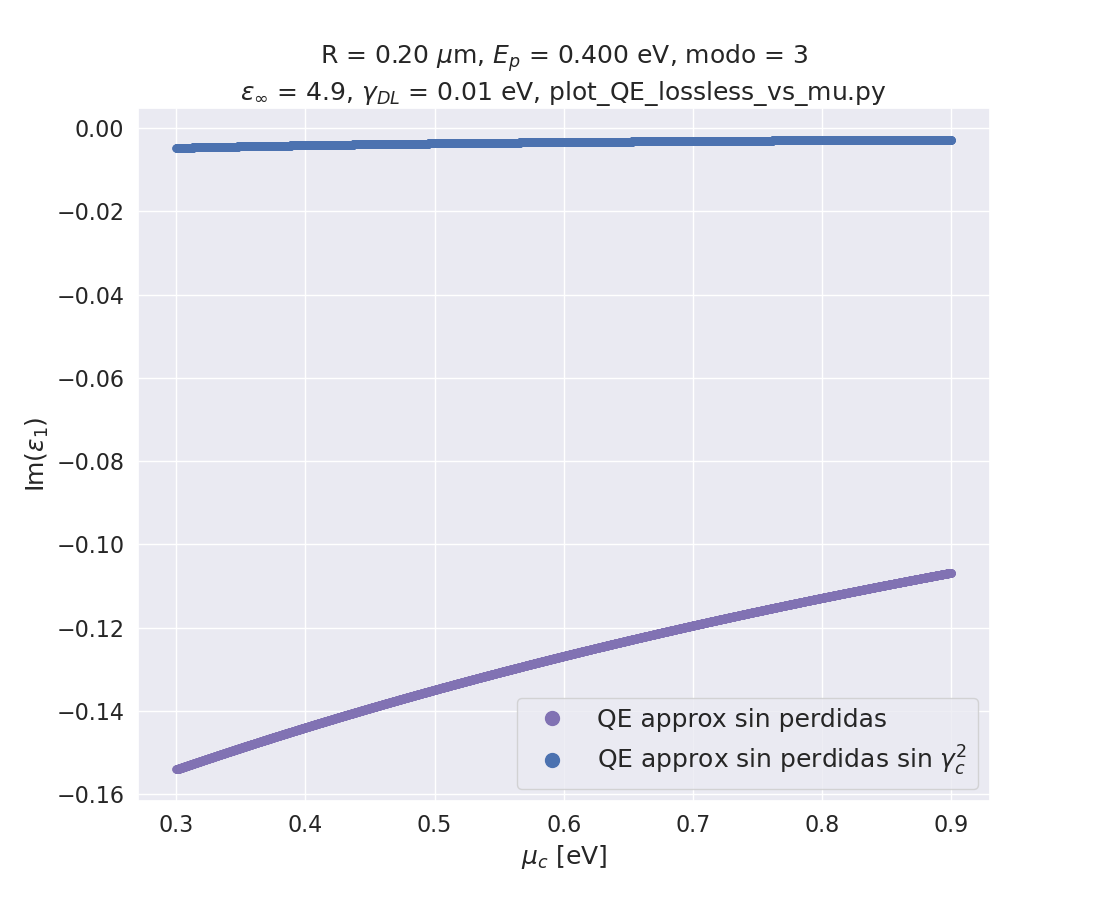 R = 0.20 μm, E_p = 0.400 eV, modo = 3
ε_∞ = 4.9, γ_DL = 0.01 eV, plot_QE_lossless_vs_mu.py
0.00
−0.02
−0.04
−0.06
−0.08
−0.10
−0.12
−0.14
−0.16
Im(ε₁)
QE approx sin perdidas
QE approx sin perdidas sin γ_c^2
0.3 0.4 0.5 0.6 0.7 0.8 0.9
μ_c [eV]